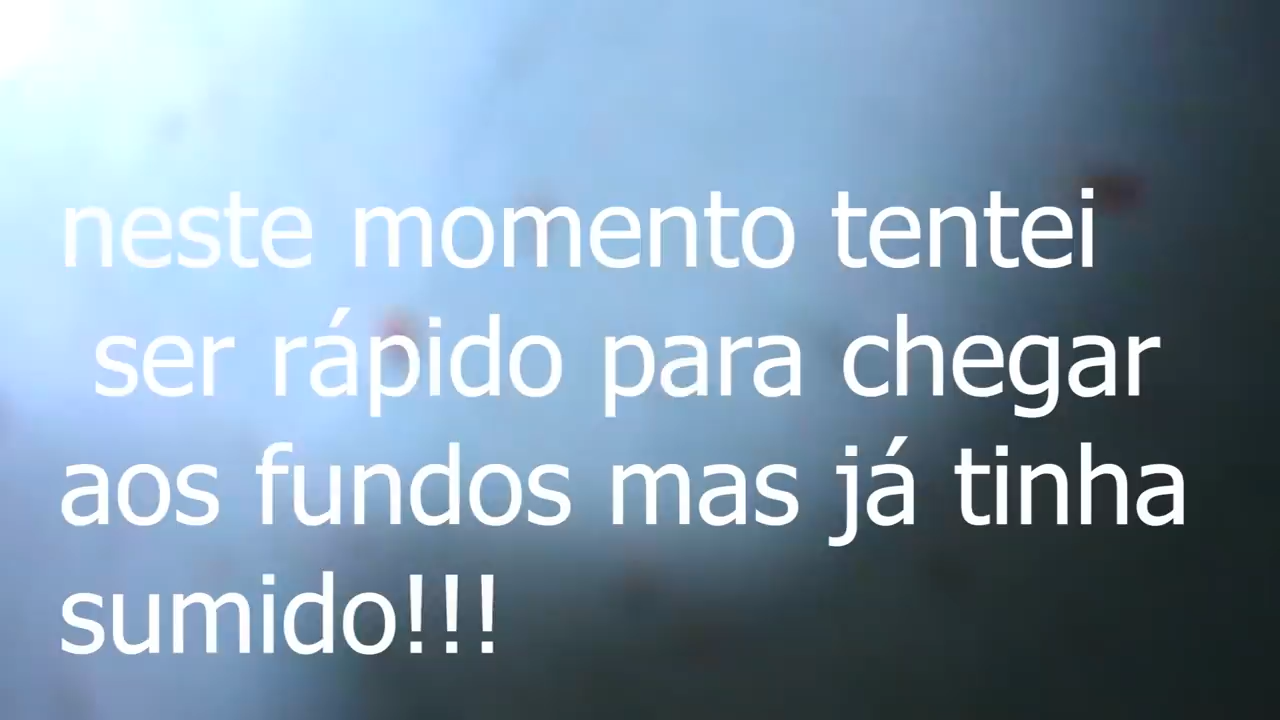 neste momento tentei
ser rápido para chegar
aos fundos mas já tinha
sumido!!!